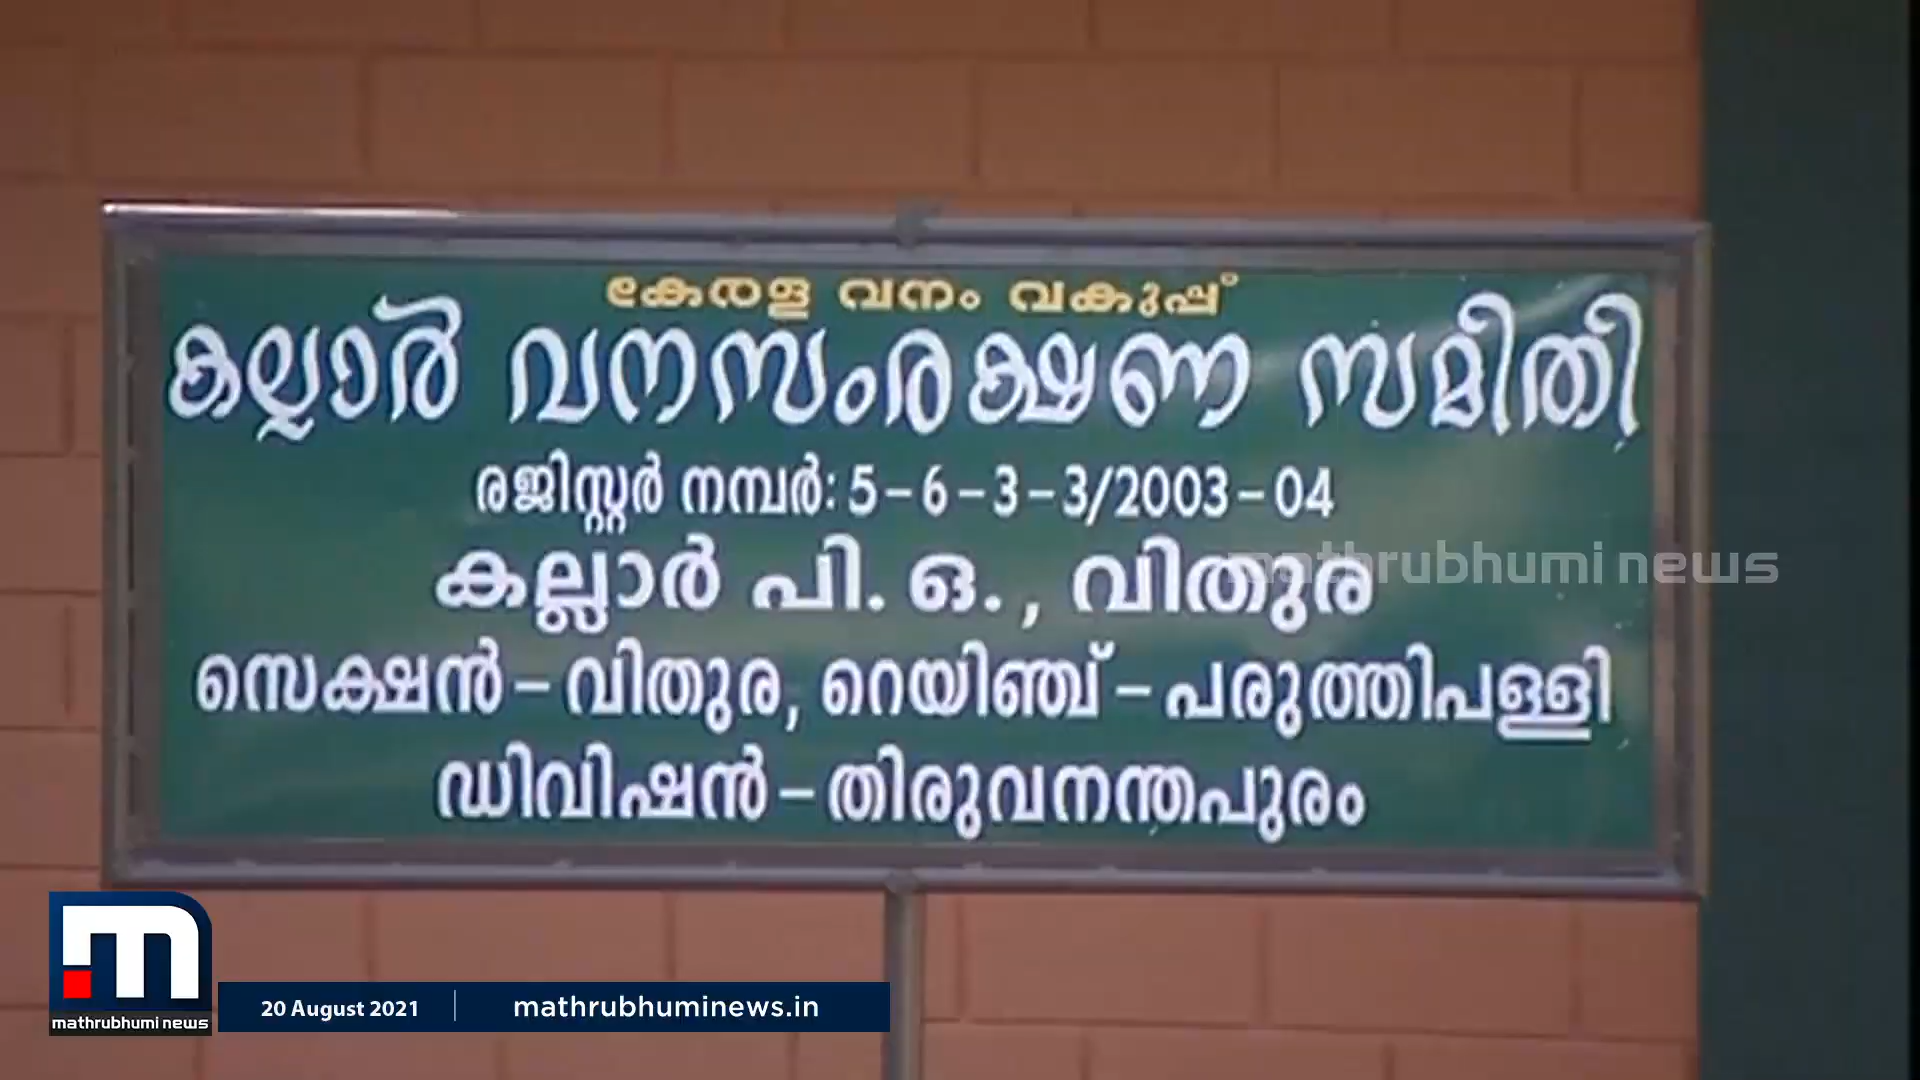 കേരള വനം വകുപ്പ്
കല്ലാർ വനസംരക്ഷണ സമിതി
രജിസ്റ്റർ നമ്പർ: 5-6-3-3/2003-04
കല്ലാർ പി. ഒ., വിതുര
mathrubhumi news
സെക്ഷൻ-വിതുര, റെയിഞ്ച്-പരുത്തിപള്ളി
ഡിവിഷൻ-തിരുവനന്തപുരം
mathrubhumi news
20 August 2021
mathrubhuminews.in